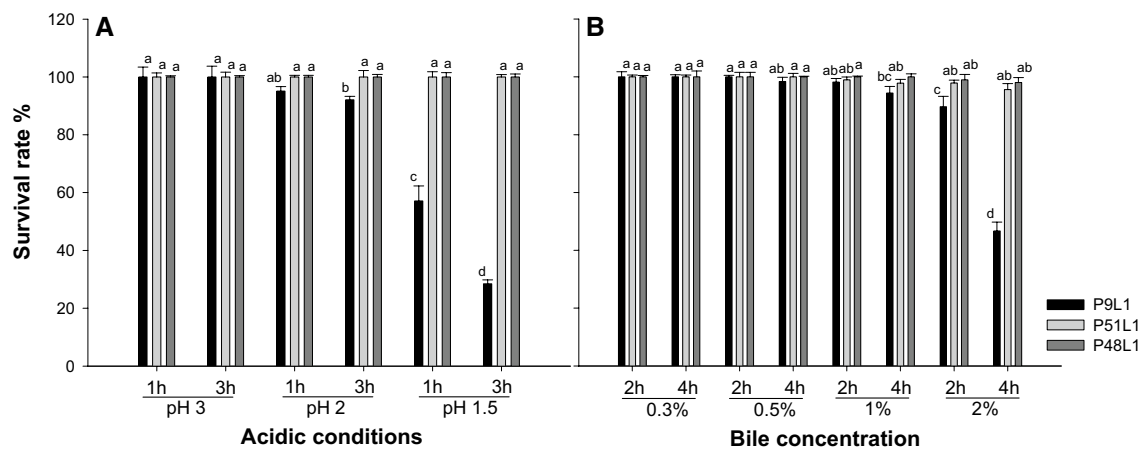 A
B
120
100
80
60
40
20
0
Survival rate %
a a a a a a ab a a b a a c a a d a a
a a a a a a a a a ab a a ab ab a bc ab a c ab ab d ab ab
1h 3h 1h 3h 1h 3h
pH 3 pH 2 pH 1.5
Acidic conditions
2h 4h 2h 4h 2h 4h 2h 4h
0.3% 0.5% 1% 2%
Bile concentration
P9L1
P51L1
P48L1